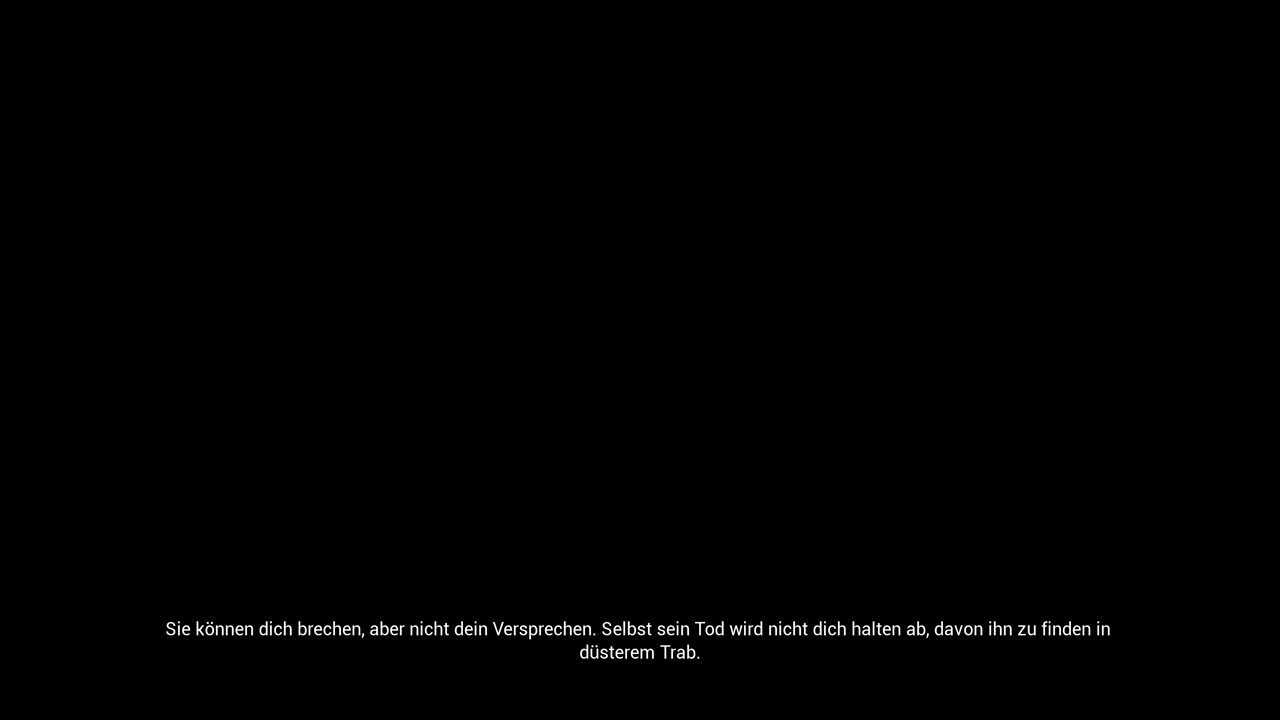 Sie können dich brechen, aber nicht dein Versprechen. Selbst sein Tod wird nicht dich halten ab, davon ihn zu finden in
düsterem Trab.